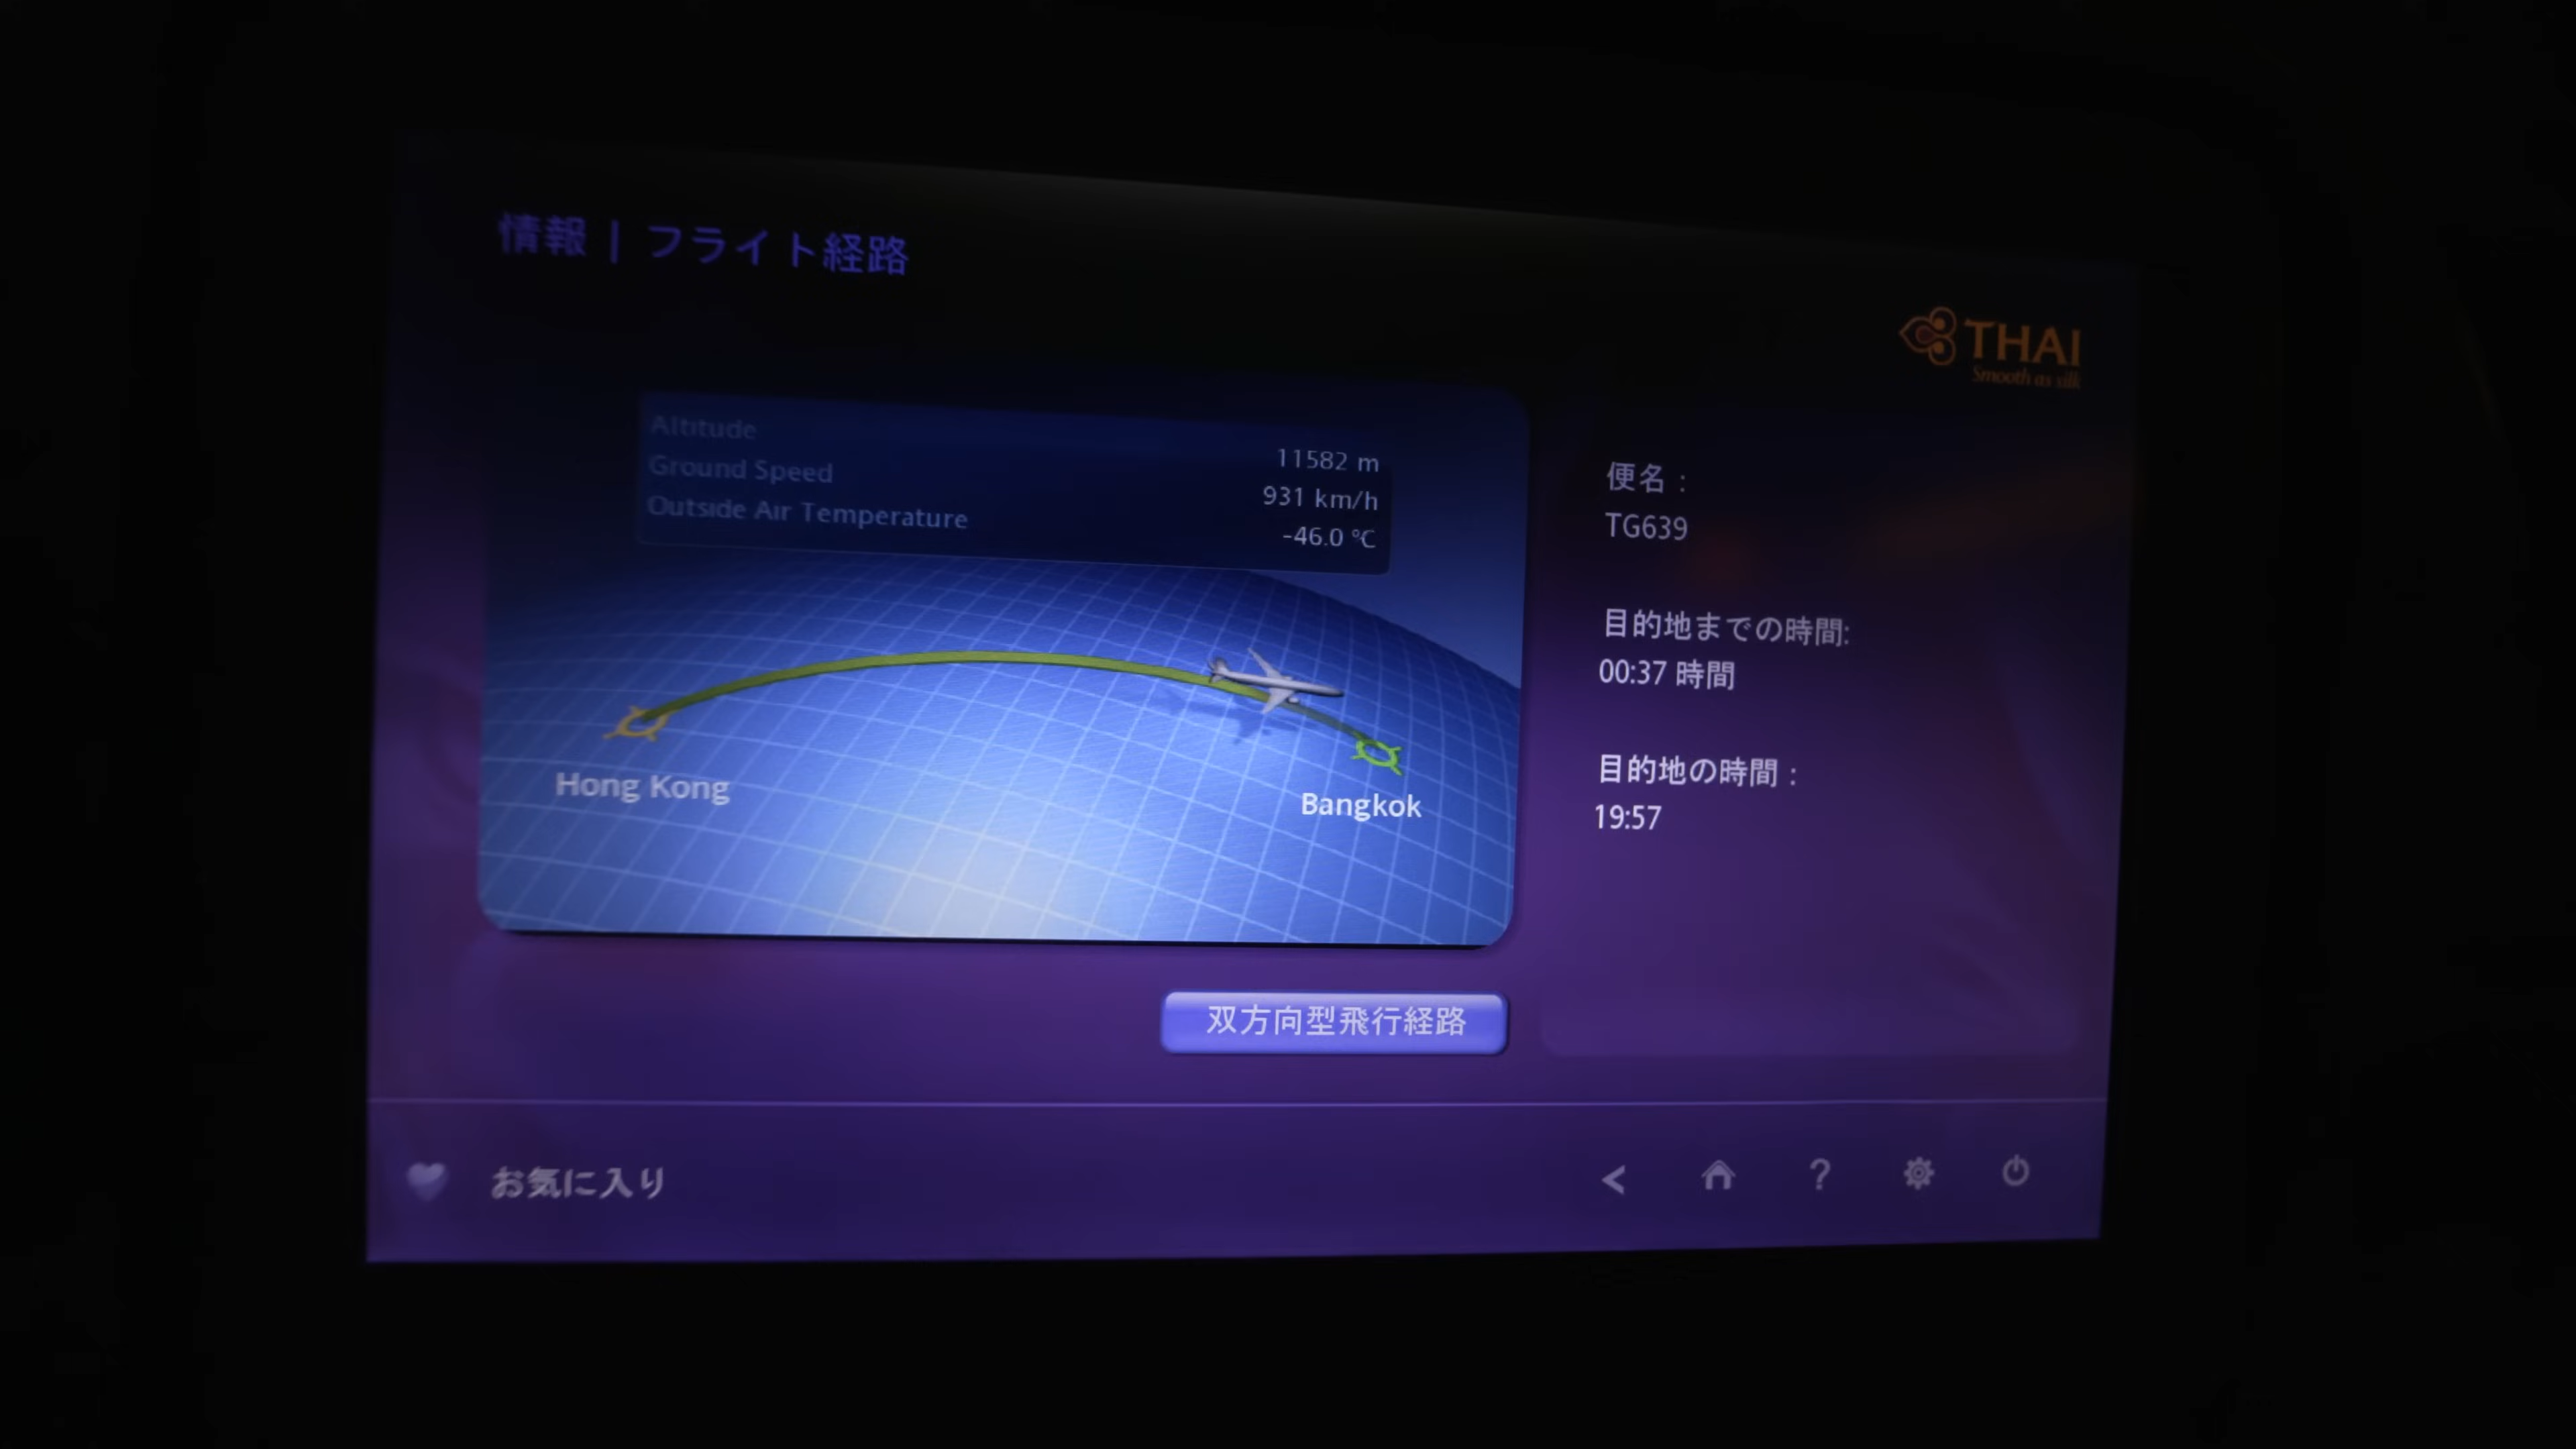 情報 | フライト経路
THAI
Smooth as silk
Altitude 11582 m
Ground Speed 931 km/h
Outside Air Temperature -46.0 °C
Hong Kong
Bangkok
便名 :
TG639
目的地までの時間:
00:37 時間
目的地の時間 :
19:57
双方向型飛行経路
お気に入り